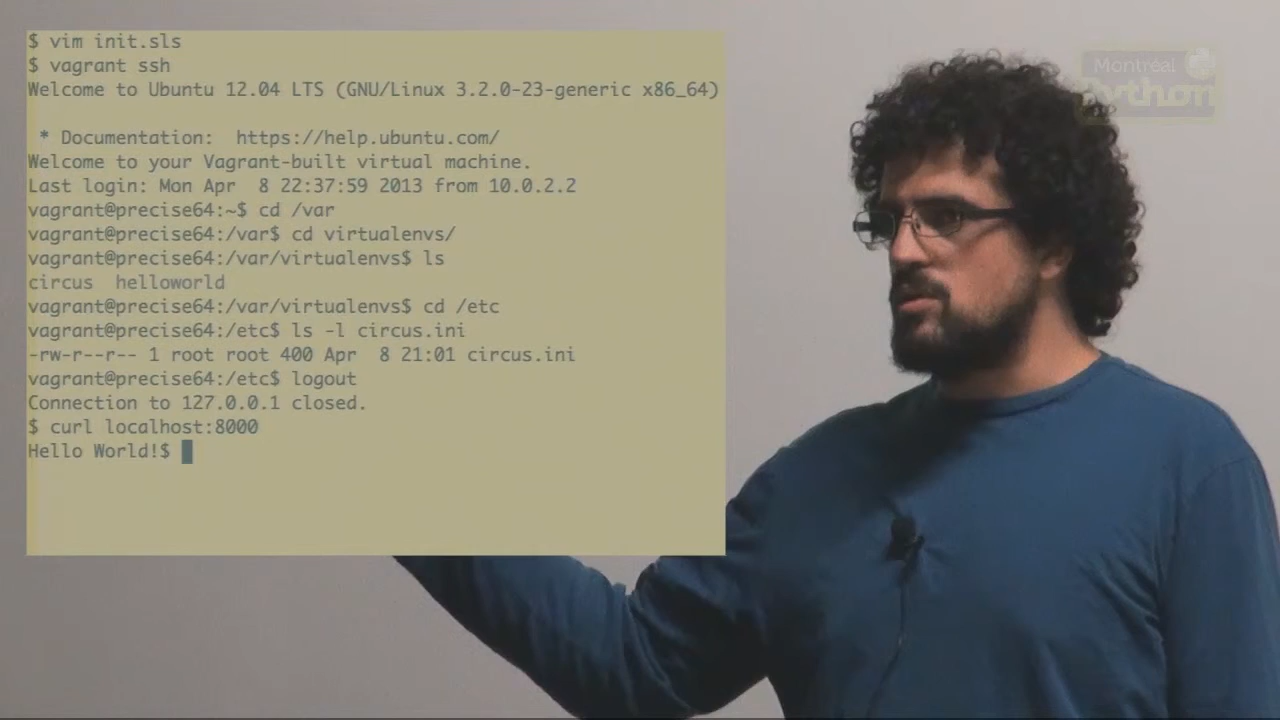 $ vim init.sls
$ vagrant ssh
Welcome to Ubuntu 12.04 LTS (GNU/Linux 3.2.0-23-generic x86_64)
 * Documentation:  https://help.ubuntu.com/
Welcome to your Vagrant-built virtual machine.
Last login: Mon Apr  8 22:37:59 2013 from 10.0.2.2
vagrant@precise64:~$ cd /var
vagrant@precise64:/var$ cd virtualenvs/
vagrant@precise64:/var/virtualenvs$ ls
circus  helloworld
vagrant@precise64:/var/virtualenvs$ cd /etc
vagrant@precise64:/etc$ ls -l circus.ini
-rw-r--r-- 1 root root 400 Apr  8 21:01 circus.ini
vagrant@precise64:/etc$ logout
Connection to 127.0.0.1 closed.
$ curl localhost:8000
Hello World!$
Montréal
Python